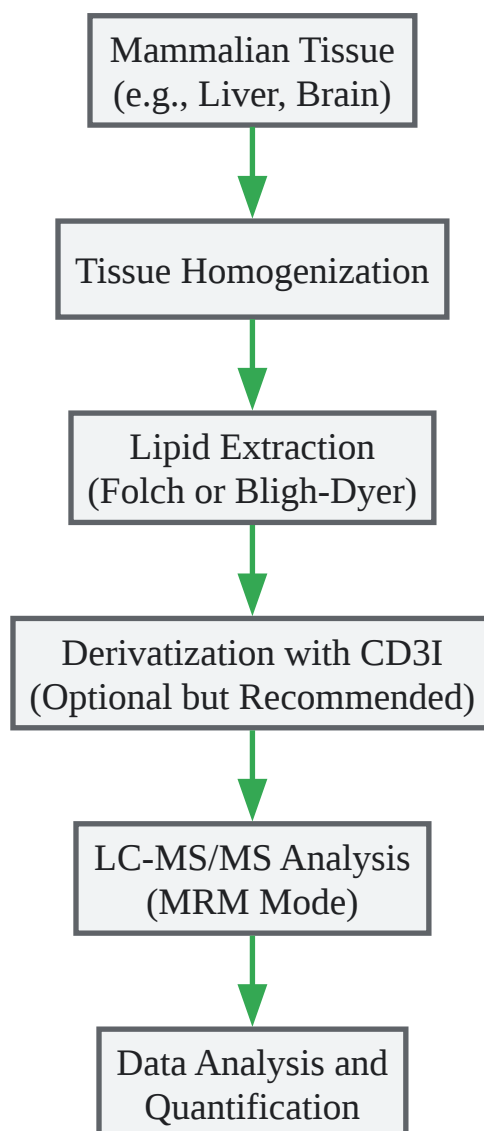 Mammalian Tissue
(e.g., Liver, Brain)
Tissue Homogenization
Lipid Extraction
(Folch or Bligh-Dyer)
Derivatization with CD3I
(Optional but Recommended)
LC-MS/MS Analysis
(MRM Mode)
Data Analysis and
Quantification